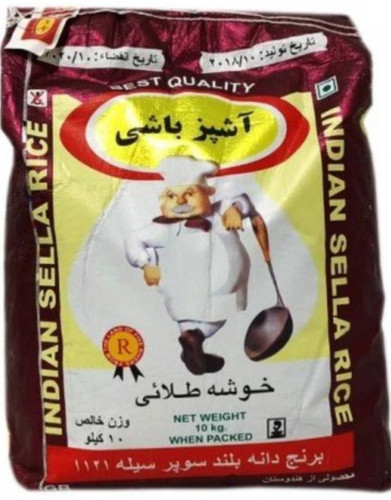 تاریخ تولید: ۲۰۱۸/۱۰
تاریخ انقضاء: ۲۰۲۰/۱۰
BEST QUALITY
آشپز باشی
INDIAN SELLA RICE
INDIAN SELLA RICE
R
خوشه طلائی
NET WEIGHT
10 kg.
WHEN PACKED
وزن خالص
۱۰ کیلو
برنج دانه بلند سوپر سیله ۱۱۲۱
محصولی از هندوستان